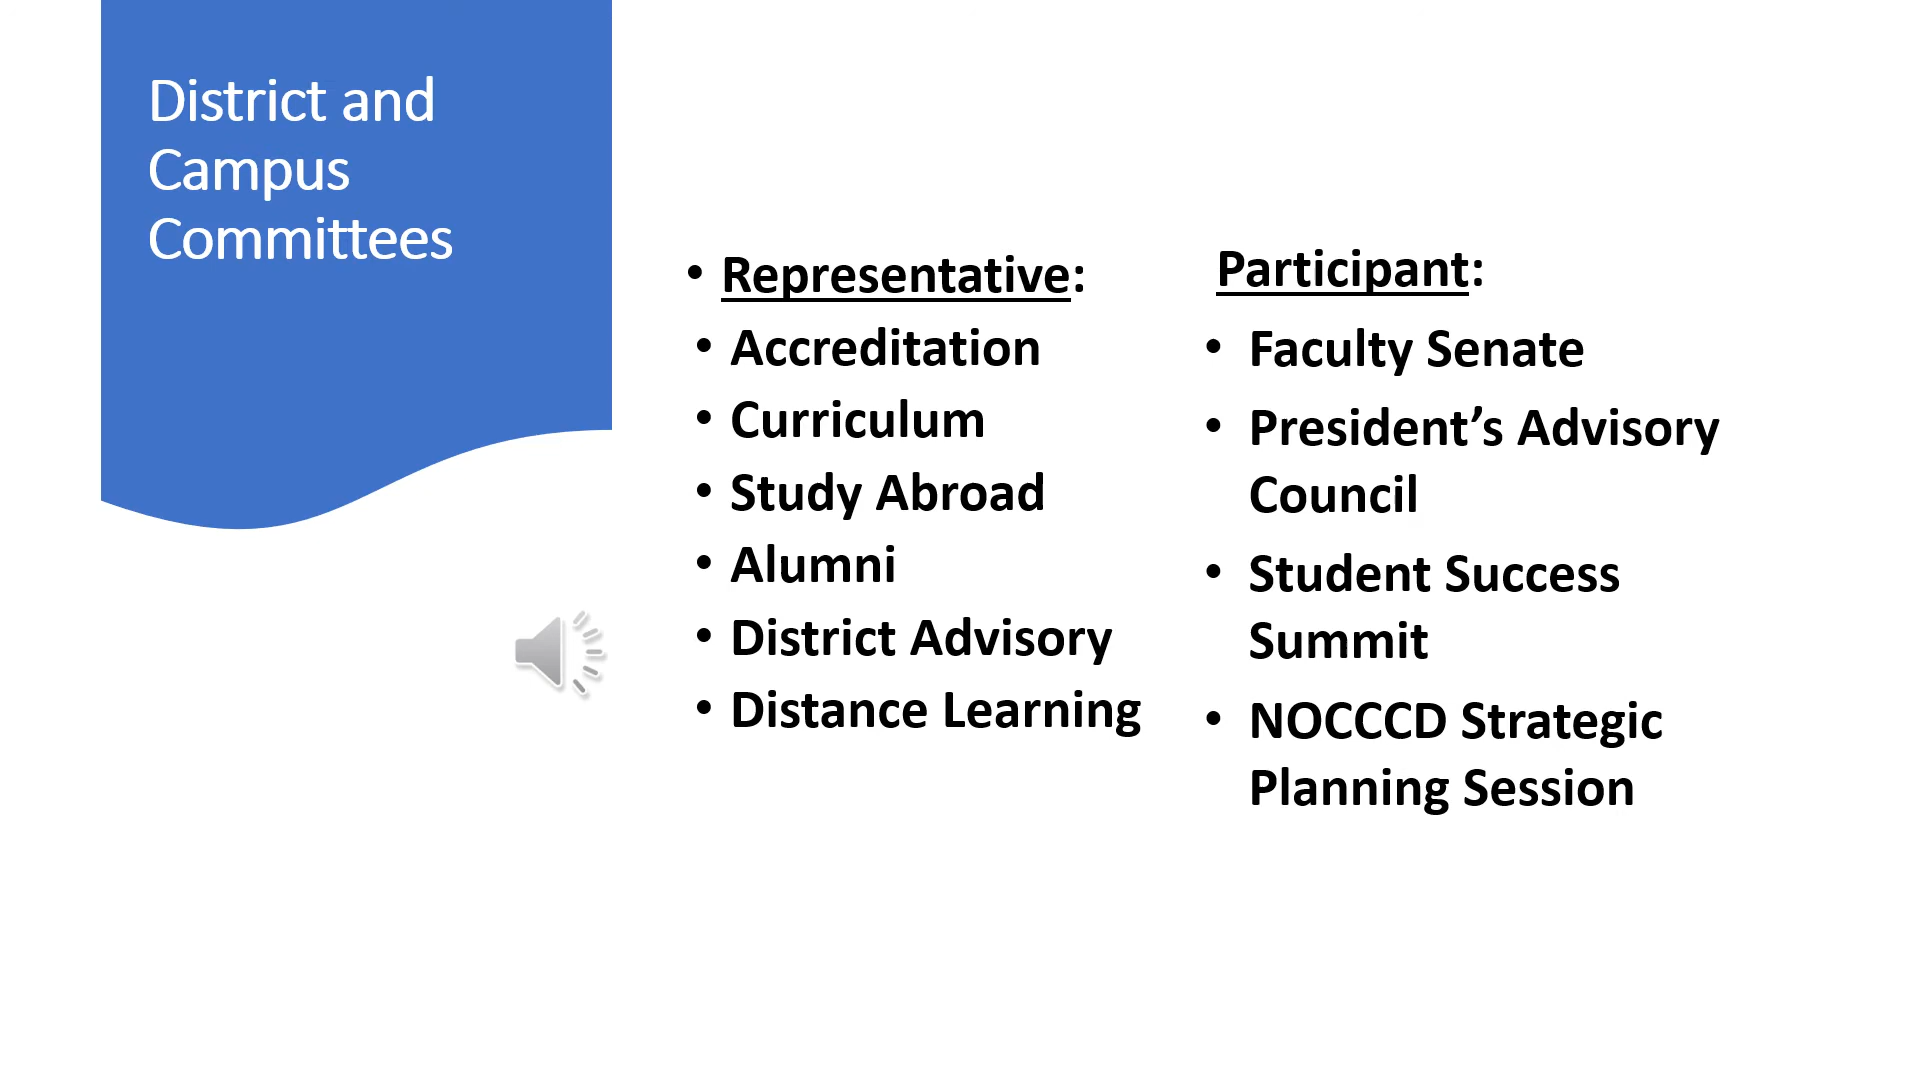 District and
Campus
Committees
• Representative:
• Accreditation
• Curriculum
• Study Abroad
• Alumni
• District Advisory
• Distance Learning
Participant:
• Faculty Senate
• President’s Advisory
Council
• Student Success
Summit
• NOCCCD Strategic
Planning Session